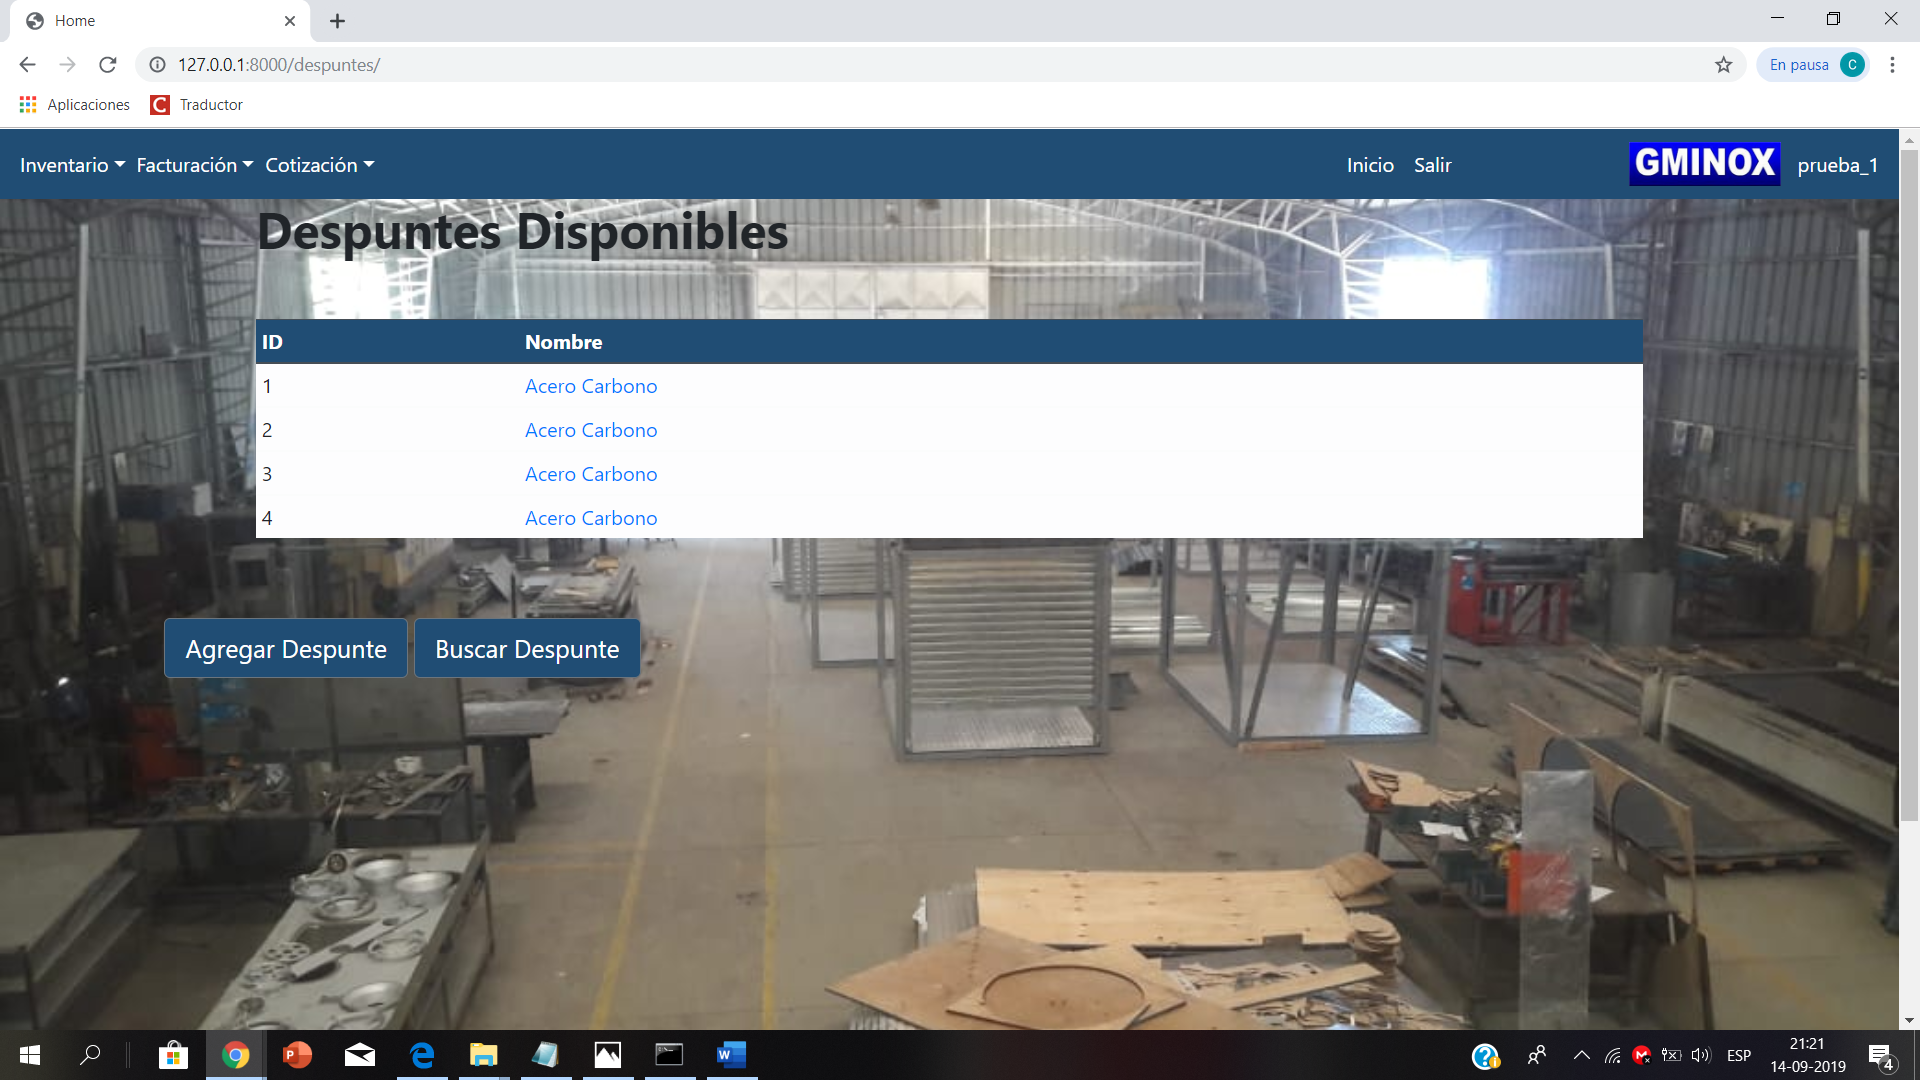 Home
127.0.0.1:8000/despuntes/
En pausa
C
Aplicaciones
Traductor
Inventario
Facturación
Cotización
Inicio
Salir
GMINOX
prueba_1
Despuntes Disponibles
ID Nombre
1 Acero Carbono
2 Acero Carbono
3 Acero Carbono
4 Acero Carbono
Agregar Despunte
Buscar Despunte
ESP
21:21
14-09-2019
4